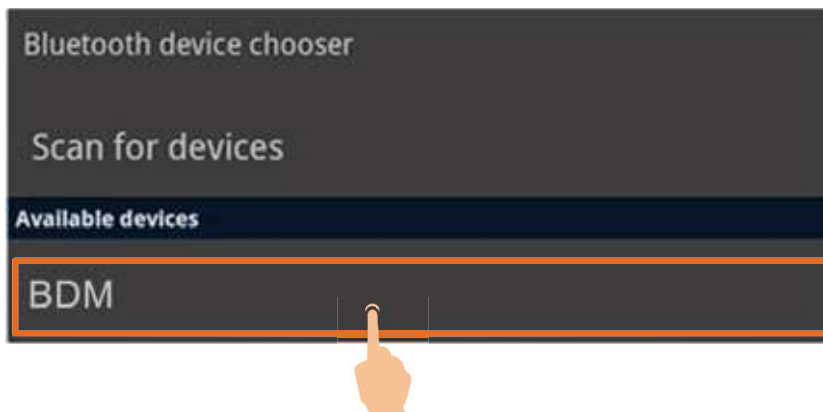 Bluetooth device chooser
Scan for devices
Available devices
BDM